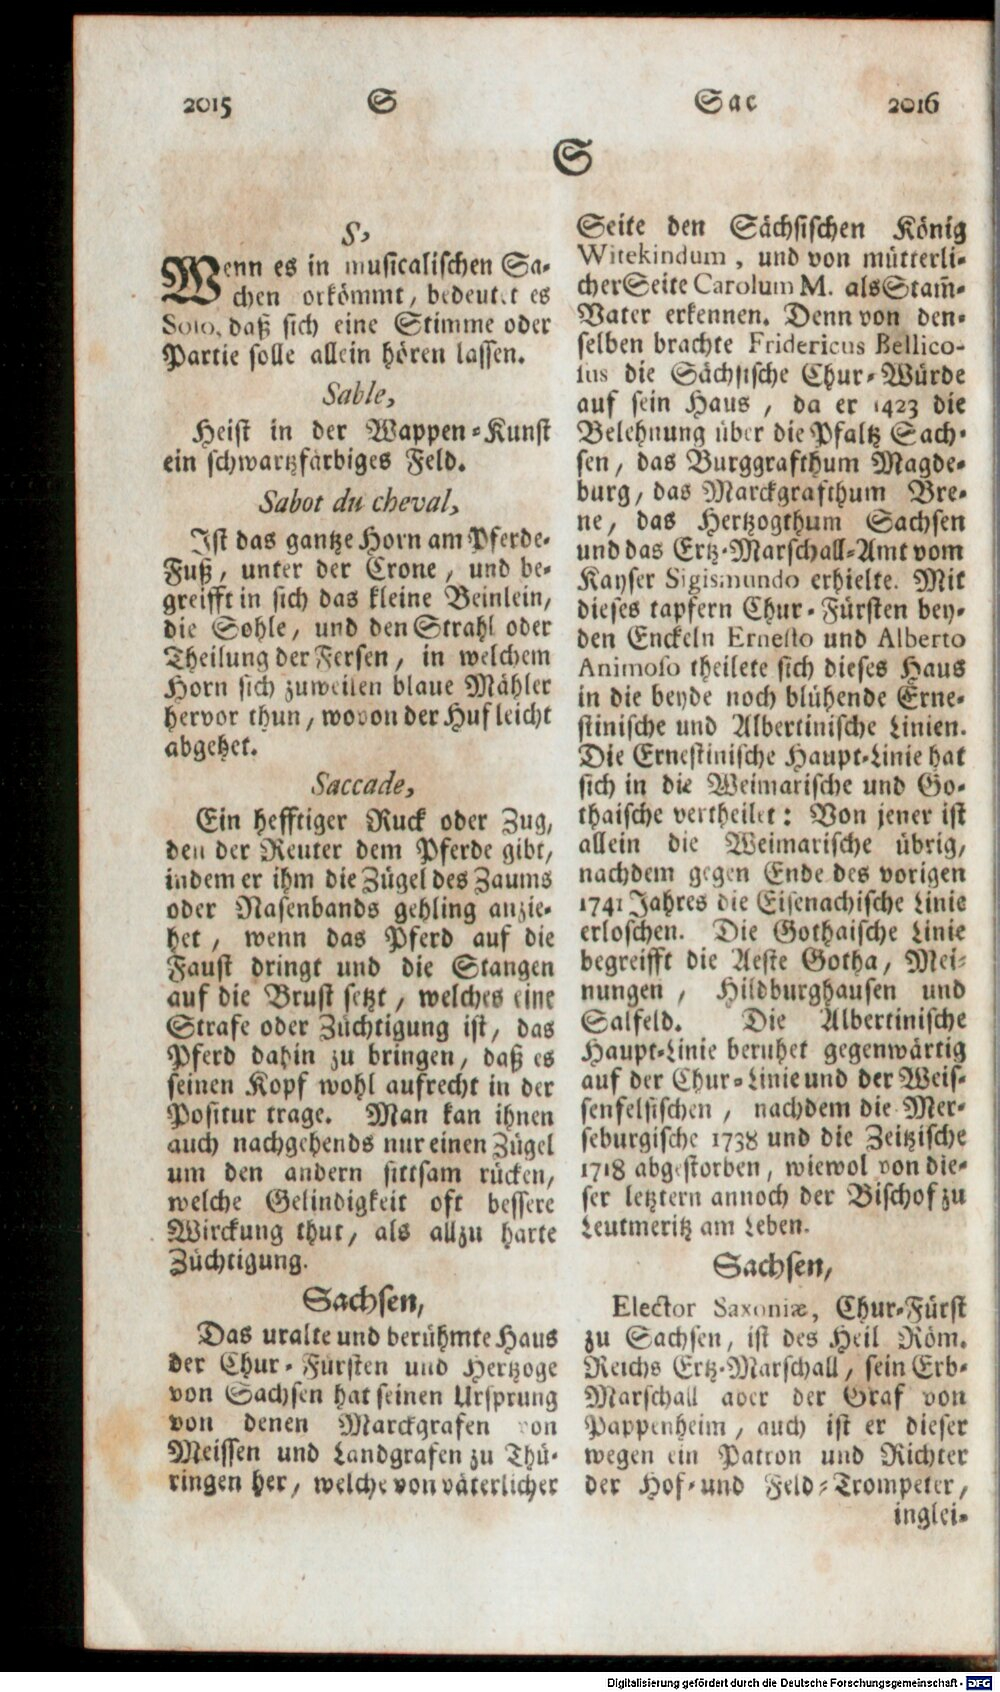 2015 S Sac 2016
S
S,
Wenn es in musicalischen Sa-
chen orkömmt, bedeutet es
Solo, daß sich eine Stimme oder
Partie solle allein hören lassen.
Sable,
Heist in der Wappen-Kunst
ein schwartzfärbiges Feld.
Sabot du cheval,
Ist das gantze Horn am Pferde-
Fuß, unter der Crone, und be-
greifft in sich das kleine Beinlein,
die Sohle, und den Strahl oder
Theilung der Fersen, in welchem
Horn sich zuweilen blaue Mähler
hervor thun, wovon der Huf leicht
abgehet.
Saccade,
Ein hefftiger Ruck oder Zug,
den der Reuter dem Pferde gibt,
indem er ihm die Zügel des Zaums
oder Nasenbands gehling anzie-
het, wenn das Pferd auf die
Faust dringt und die Stangen
auf die Brust setzt, welches eine
Strafe oder Züchtigung ist, das
Pferd dahin zu bringen, daß es
seinen Kopf wohl aufrecht in der
Positur trage. Man kan ihnen
auch nachgehends nur einen Zügel
um den andern sittsam rücken,
welche Gelindigkeit oft bessere
Wirckung thut, als allzu harte
Züchtigung.
Sachsen,
Das uralte und berühmte Haus
der Chur-Fürsten und Hertzoge
von Sachsen hat seinen Ursprung
von denen Marckgrafen von
Meissen und Landgrafen zu Thü-
ringen her, welche von väterlicher
Seite den Sächsischen König
Witekindum, und von mütterli-
cher Seite Carolum M. als Stam̃-
Vater erkennen. Denn von den-
selben brachte Fridericus Bellico-
sus die Sächsische Chur-Würde
auf sein Haus, da er 1423 die
Belehnung über die Pfaltz Sach-
sen, das Burggrafthum Magde-
burg, das Marckgrafthum Bre-
ne, das Hertzogthum Sachsen
und das Ertz-Marschall-Amt vom
Kayser Sigismundo erhielte. Mit
dieses tapfern Chur-Fürsten bey-
den Enckeln Ernesto und Alberto
Animoso theilete sich dieses Haus
in die beyde noch blühende Erne-
stinische und Albertinische Linien.
Die Ernestinische Haupt-Linie hat
sich in die Weimarische und Go-
thaische vertheilet: Von jener ist
allein die Weimarische übrig,
nachdem gegen Ende des vorigen
1741 Jahres die Eisenachische Linie
erloschen. Die Gothaische Linie
begreifft die Aeste Gotha, Mei-
nungen, Hildburghausen und
Salfeld. Die Albertinische
Haupt-Linie beruhet gegenwärtig
auf der Chur-Linie und der Weis-
senfelsischen, nachdem die Mer-
seburgische 1738 und die Zeitzische
1718 abgestorben, wiewol von die-
ser letztern annoch der Bischof zu
Leutmeritz am Leben.
Sachsen,
Elector Saxoniæ, Chur-Fürst
zu Sachsen, ist des Heil Röm.
Reichs Ertz-Marschall, sein Erb-
Marschall aber der Graf von
Pappenheim, auch ist er dieser
wegen ein Patron und Richter
der Hof- und Feld-Trompeter,
inglei-
Digitalisierung gefördert durch die Deutsche Forschungsgemeinschaft - DFG